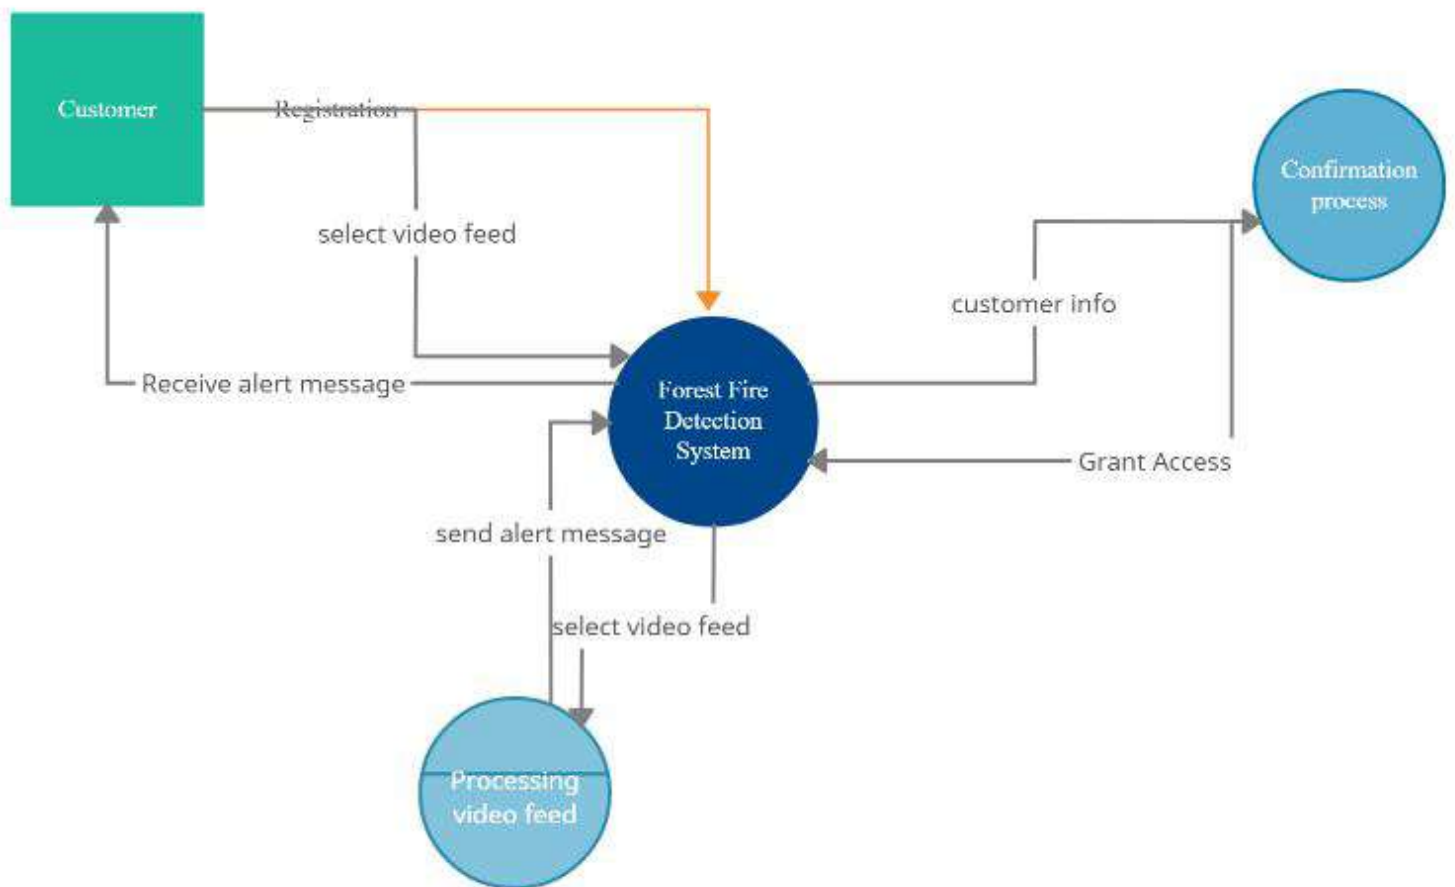 Customer
Registration
Confirmation
process
select video feed
customer info
Receive alert message
Forest Fire
Detection
System
Grant Access
send alert message
select video feed
Processing
video feed